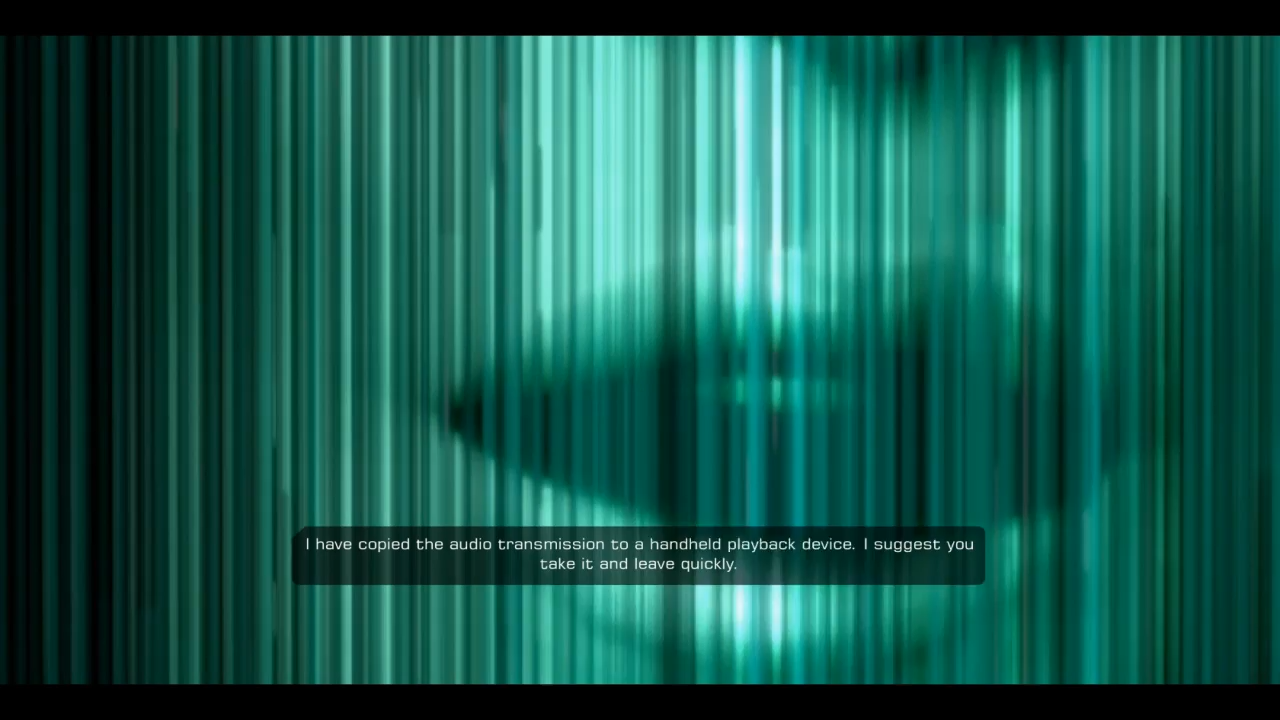 I have copied the audio transmission to a handheld playback device. I suggest you
take it and leave quickly.